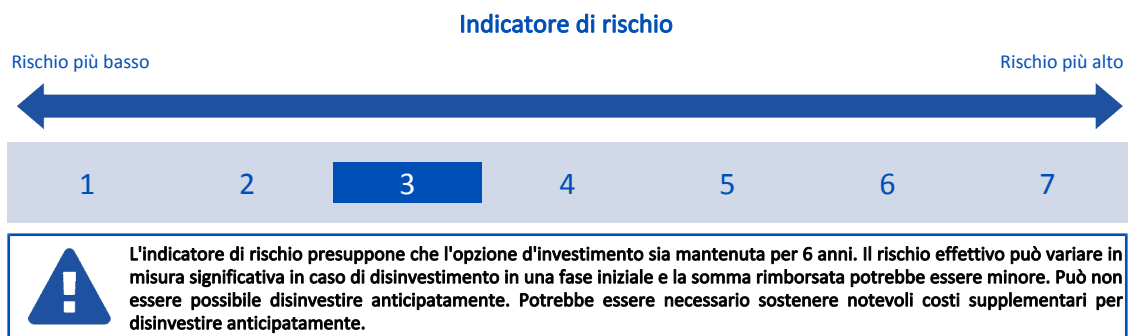 Indicatore di rischio
Rischio più basso
Rischio più alto
1 2 3 4 5 6 7
L'indicatore di rischio presuppone che l'opzione d'investimento sia mantenuta per 6 anni. Il rischio effettivo può variare in
misura significativa in caso di disinvestimento in una fase iniziale e la somma rimborsata potrebbe essere minore. Può non
essere possibile disinvestire anticipatamente. Potrebbe essere necessario sostenere notevoli costi supplementari per
disinvestire anticipatamente.